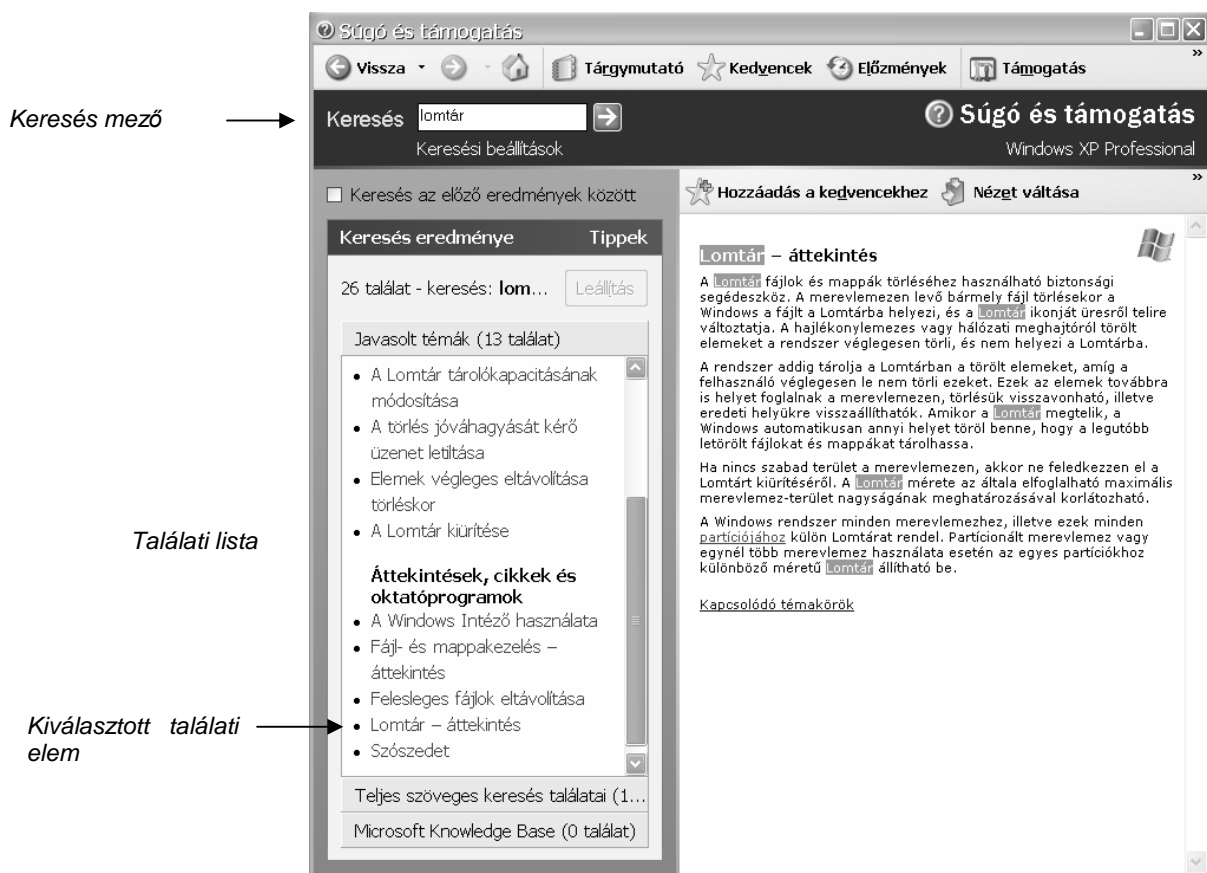 Súgó és támogatás
Vissza
Tárgymutató
Kedvencek
Előzmények
Támogatás
»
Keresés mező
Keresés
lomtár
Keresési beállítások
Súgó és támogatás
Windows XP Professional
Keresés az előző eredmények között
Keresés eredménye
Tippek
26 találat - keresés: lom...
Leállítás
Javasolt témák (13 találat)
• A Lomtár tárolókapacitásának
módosítása
• A törlés jóváhagyását kérő
üzenet letiltása
• Elemek végleges eltávolítása
törléskor
• A Lomtár kiürítése
Találati lista
Áttekintések, cikkek és
oktatóprogramok
• A Windows Intéző használata
• Fájl- és mappakezelés –
áttekintés
• Felesleges fájlok eltávolítása
• Lomtár – áttekintés
• Szószedet
Kiválasztott találati
elem
Teljes szöveges keresés találatai (1...
Microsoft Knowledge Base (0 találat)
Hozzáadás a kedvencekhez
Nézet váltása
»
Lomtár – áttekintés
A Lomtár fájlok és mappák törléséhez használható biztonsági
segédeszköz. A merevlemezen levő bármely fájl törlésekor a
Windows a fájlt a Lomtárba helyezi, és a Lomtár ikonját üresről telire
változtatja. A hajlékonylemezes vagy hálózati meghajtóról törölt
elemeket a rendszer véglegesen törli, és nem helyezi a Lomtárba.
A rendszer addig tárolja a Lomtárban a törölt elemeket, amíg a
felhasználó véglegesen le nem törli ezeket. Ezek az elemek továbbra
is helyet foglalnak a merevlemezen, törlésük visszavonható, illetve
eredeti helyükre visszaállíthatók. Amikor a Lomtár megtelik, a
Windows automatikusan annyi helyet töröl benne, hogy a legutóbb
letörölt fájlokat és mappákat tárolhassa.
Ha nincs szabad terület a merevlemezen, akkor ne feledkezzen el a
Lomtárt kiürítéséről. A Lomtár mérete az általa elfoglalható maximális
merevlemez-terület nagyságának meghatározásával korlátozható.
A Windows rendszer minden merevlemezhez, illetve ezek minden
partíciójához külön Lomtárat rendel. Partícionált merevlemez vagy
egynél több merevlemez használata esetén az egyes partíciókhoz
különböző méretű Lomtár állítható be.
Kapcsolódó témakörök